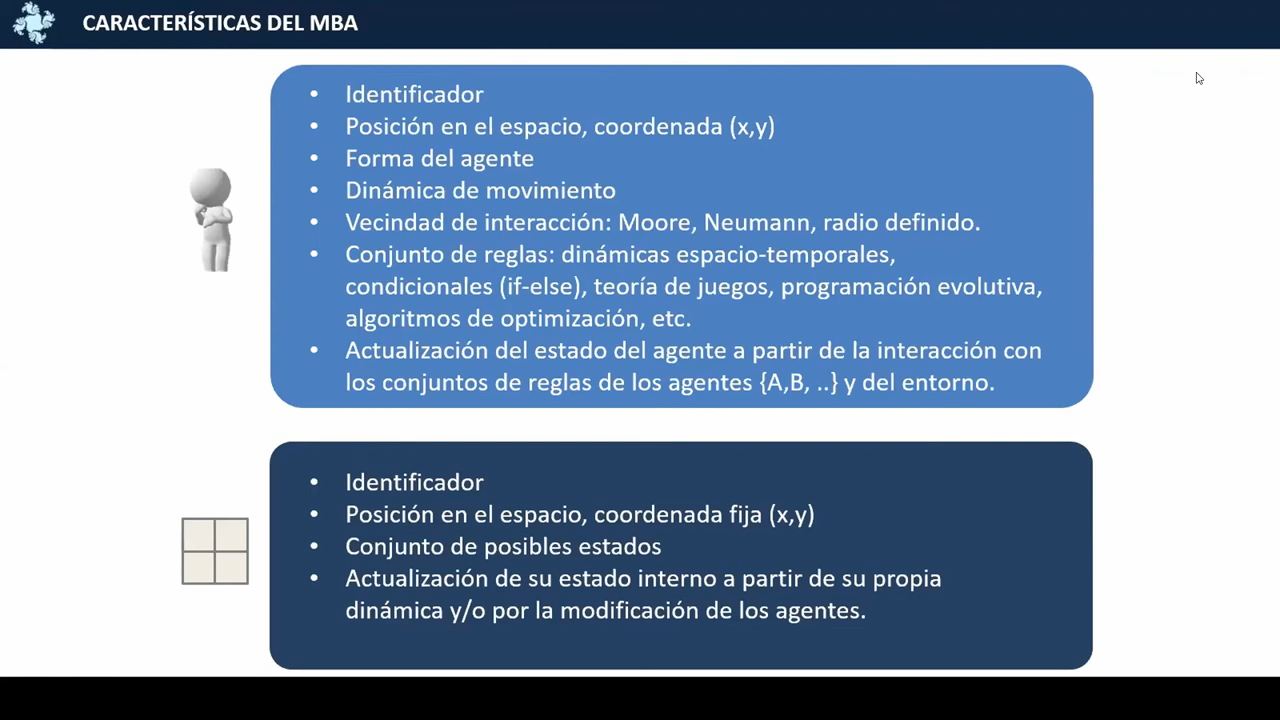 CARACTERÍSTICAS DEL MBA
• Identificador
• Posición en el espacio, coordenada (x,y)
• Forma del agente
• Dinámica de movimiento
• Vecindad de interacción: Moore, Neumann, radio definido.
• Conjunto de reglas: dinámicas espacio-temporales,
condicionales (if-else), teoría de juegos, programación evolutiva,
algoritmos de optimización, etc.
• Actualización del estado del agente a partir de la interacción con
los conjuntos de reglas de los agentes {A,B, ..} y del entorno.
• Identificador
• Posición en el espacio, coordenada fija (x,y)
• Conjunto de posibles estados
• Actualización de su estado interno a partir de su propia
dinámica y/o por la modificación de los agentes.